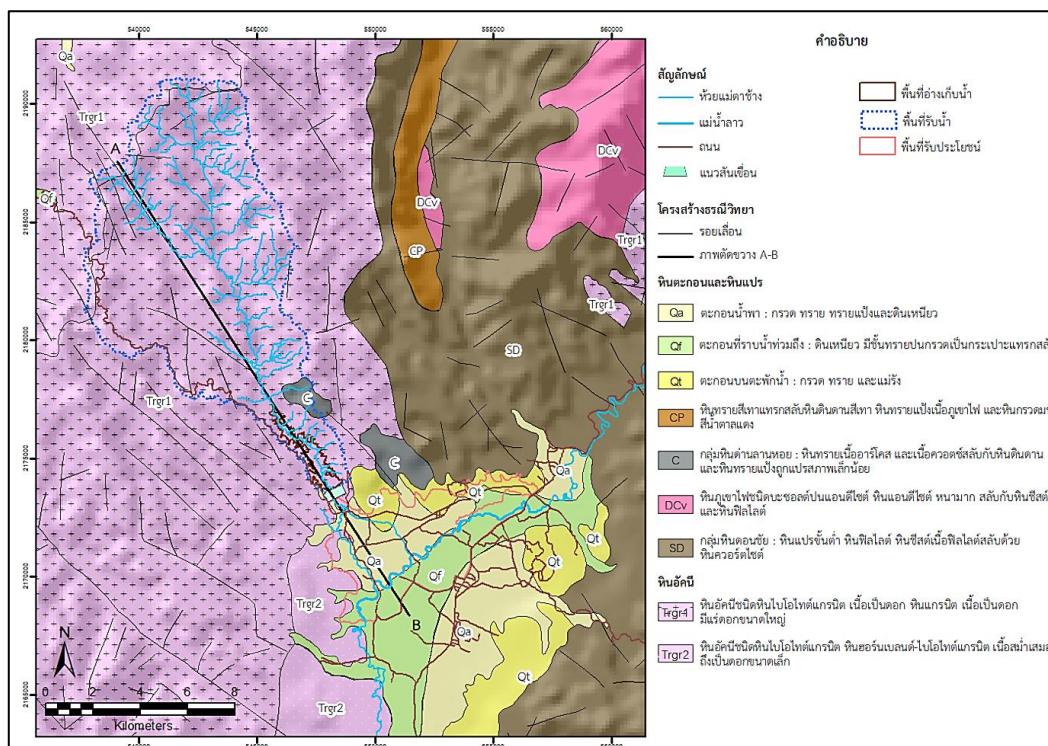 540000 545000 550000 555000 560000
2190000
2185000
2180000
2175000
2170000
2165000
Qa
Trgr1
A
Qf
DCv
DCv
CP
Trgr1
Trgr1
SD
Trgr1
C
C
Qa
Qt
Qt
Qt
Qt
Qa
Qf
Trgr2
B
Qa
Qt
Trgr2
N
0 2 4 6 8
Kilometers
คำอธิบาย
สัญลักษณ์
ห้วยแม่ตาช้าง
แม่น้ำลาว
ถนน
แนวสันเขื่อน
พื้นที่อ่างเก็บน้ำ
พื้นที่รับน้ำ
พื้นที่รับประโยชน์
โครงสร้างธรณีวิทยา
รอยเลื่อน
ภาพตัดขวาง A-B
หินตะกอนและหินแปร
Qa ตะกอนน้ำพา : กรวด ทราย ทรายแป้งและดินเหนียว
Qf ตะกอนที่ราบน้ำท่วมถึง : ดินเหนียว มีชั้นทรายปนกรวดเป็นกระเปาะแทรกสลั
Qt ตะกอนบนตะพักน้ำ : กรวด ทราย และแม่รัง
CP หินทรายสีเทาแทรกสลับหินดินดานสีเทา หินทรายแป้งเนื้อภูเขาไฟ และหินกรวดม
สีน้ำตาลแดง
C กลุ่มหินด่านลานหอย : หินทรายเนื้ออาร์โคส และเนื้อควอตซ์สลับกับหินดินดาน
และหินทรายแป้งถูกแปรสภาพเล็กน้อย
DCv หินภูเขาไฟชนิดบะซอลต์ปนแอนดีไซต์ หินแอนดีไซต์ หนามาก สลับกับหินชีสต์
และหินฟิลไลต์
SD กลุ่มหินดอนชัย : หินแปรขั้นต่ำ หินฟิลไลต์ หินชีสต์เนื้อฟิลไลต์สลับด้วย
หินควอร์ตไซต์
หินอัคนี
Trgr1 หินอัคนีชนิดหินไบโอไทต์แกรนิต เนื้อเป็นดอก หินแกรนิต เนื้อเป็นดอก
มีแร่ดอกขนาดใหญ่
Trgr2 หินอัคนีชนิดหินไบโอไทต์แกรนิต หินฮอร์นเบลนด์-ไบโอไทต์แกรนิต เนื้อสม่ำเสมอ
ถึงเป็นดอกขนาดเล็ก